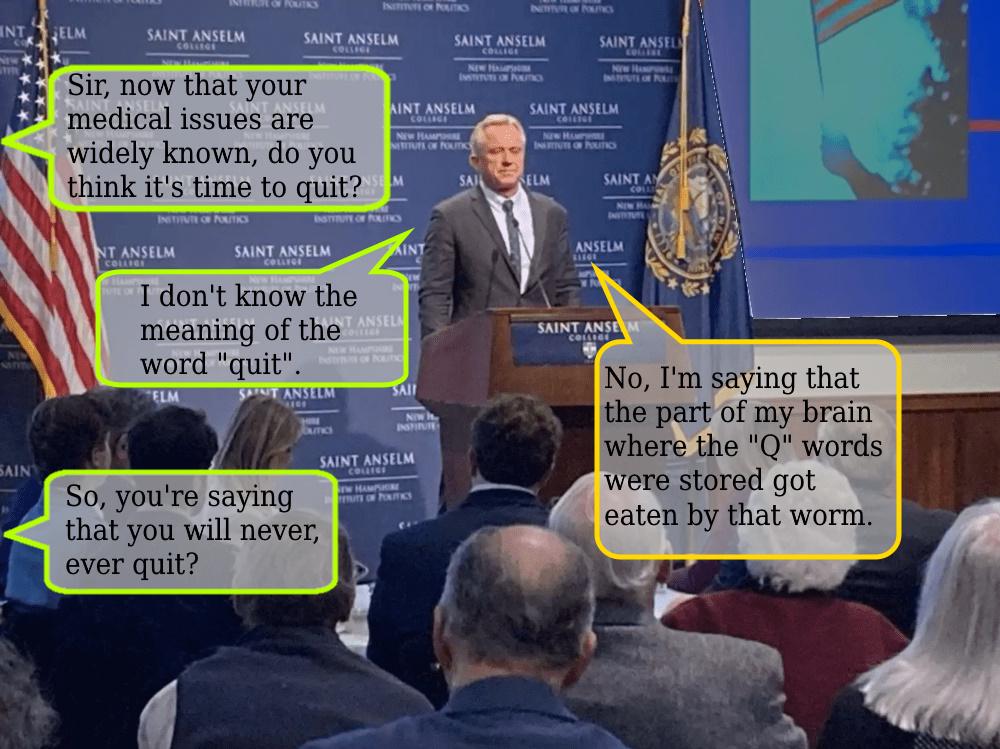 SAINT ANSELM
COLLEGE
NEW HAMPSHIRE
INSTITUTE OF POLITICS
Sir, now that your
medical issues are
widely known, do you
think it's time to quit?
I don't know the
meaning of the
word "quit".
So, you're saying
that you will never,
ever quit?
SAINT ANSELM
COLLEGE
No, I'm saying that
the part of my brain
where the "Q" words
were stored got
eaten by that worm.